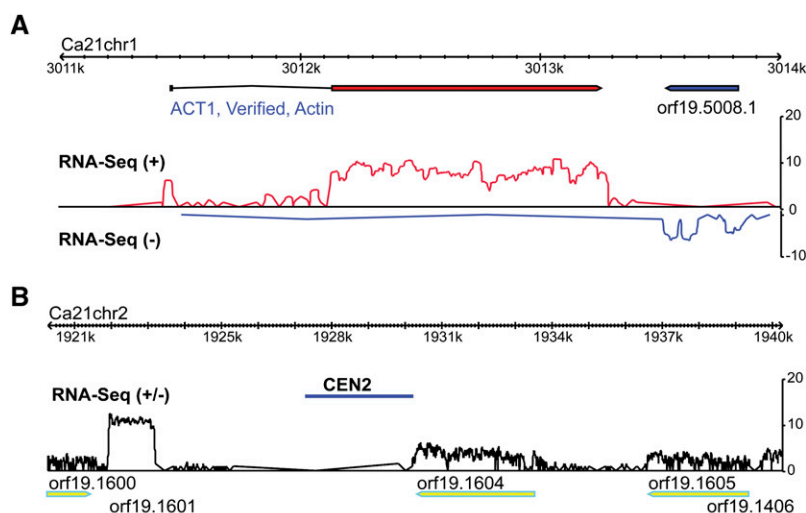 A
Ca21chr1
3011k 3012k 3013k 3014k
ACT1, Verified, Actin
orf19.5008.1
20
RNA-Seq (+)
10
0
RNA-Seq (-)
-10
B
Ca21chr2
1921k 1925k 1928k 1931k 1934k 1937k 1940k
CEN2
20
RNA-Seq (+/-)
10
0
orf19.1600 orf19.1604 orf19.1605
orf19.1601 orf19.1406